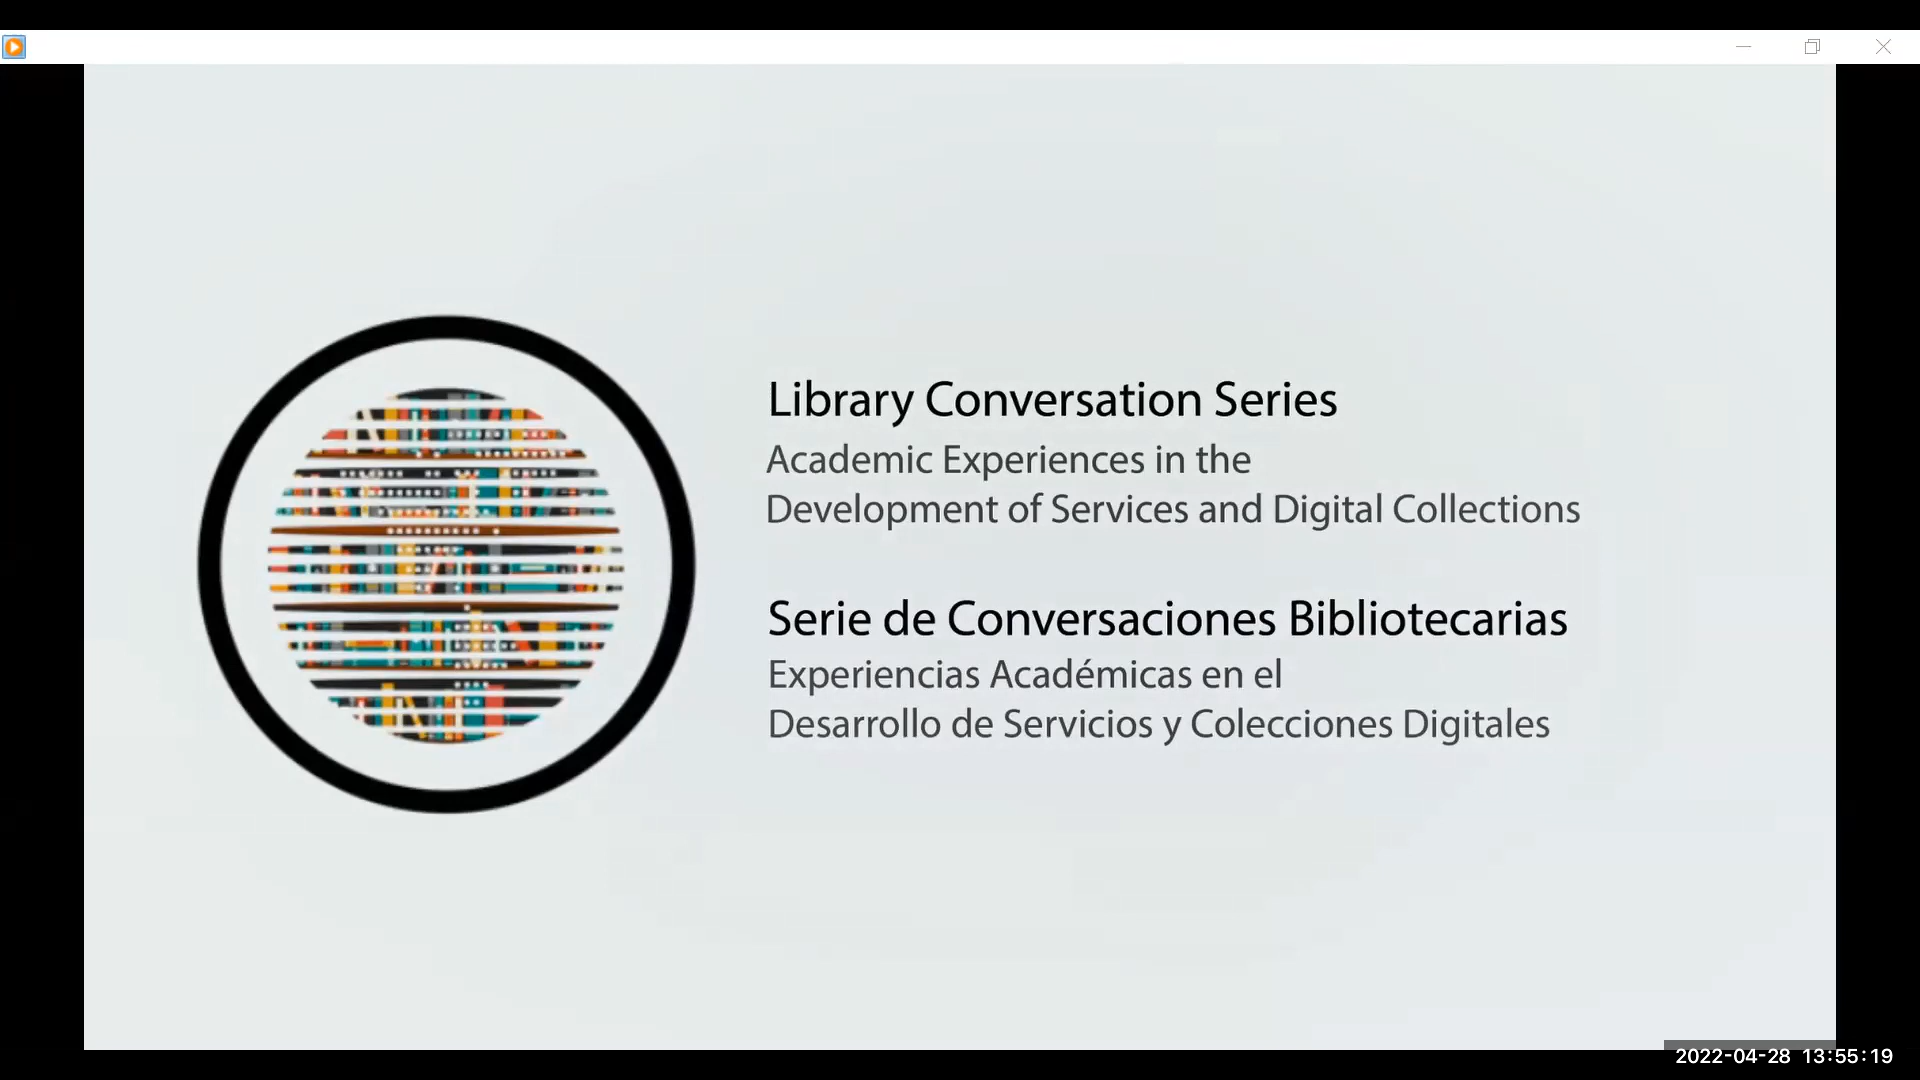 Library Conversation Series
Academic Experiences in the
Development of Services and Digital Collections
Serie de Conversaciones Bibliotecarias
Experiencias Académicas en el
Desarrollo de Servicios y Colecciones Digitales
2022-04-28 13:55:19